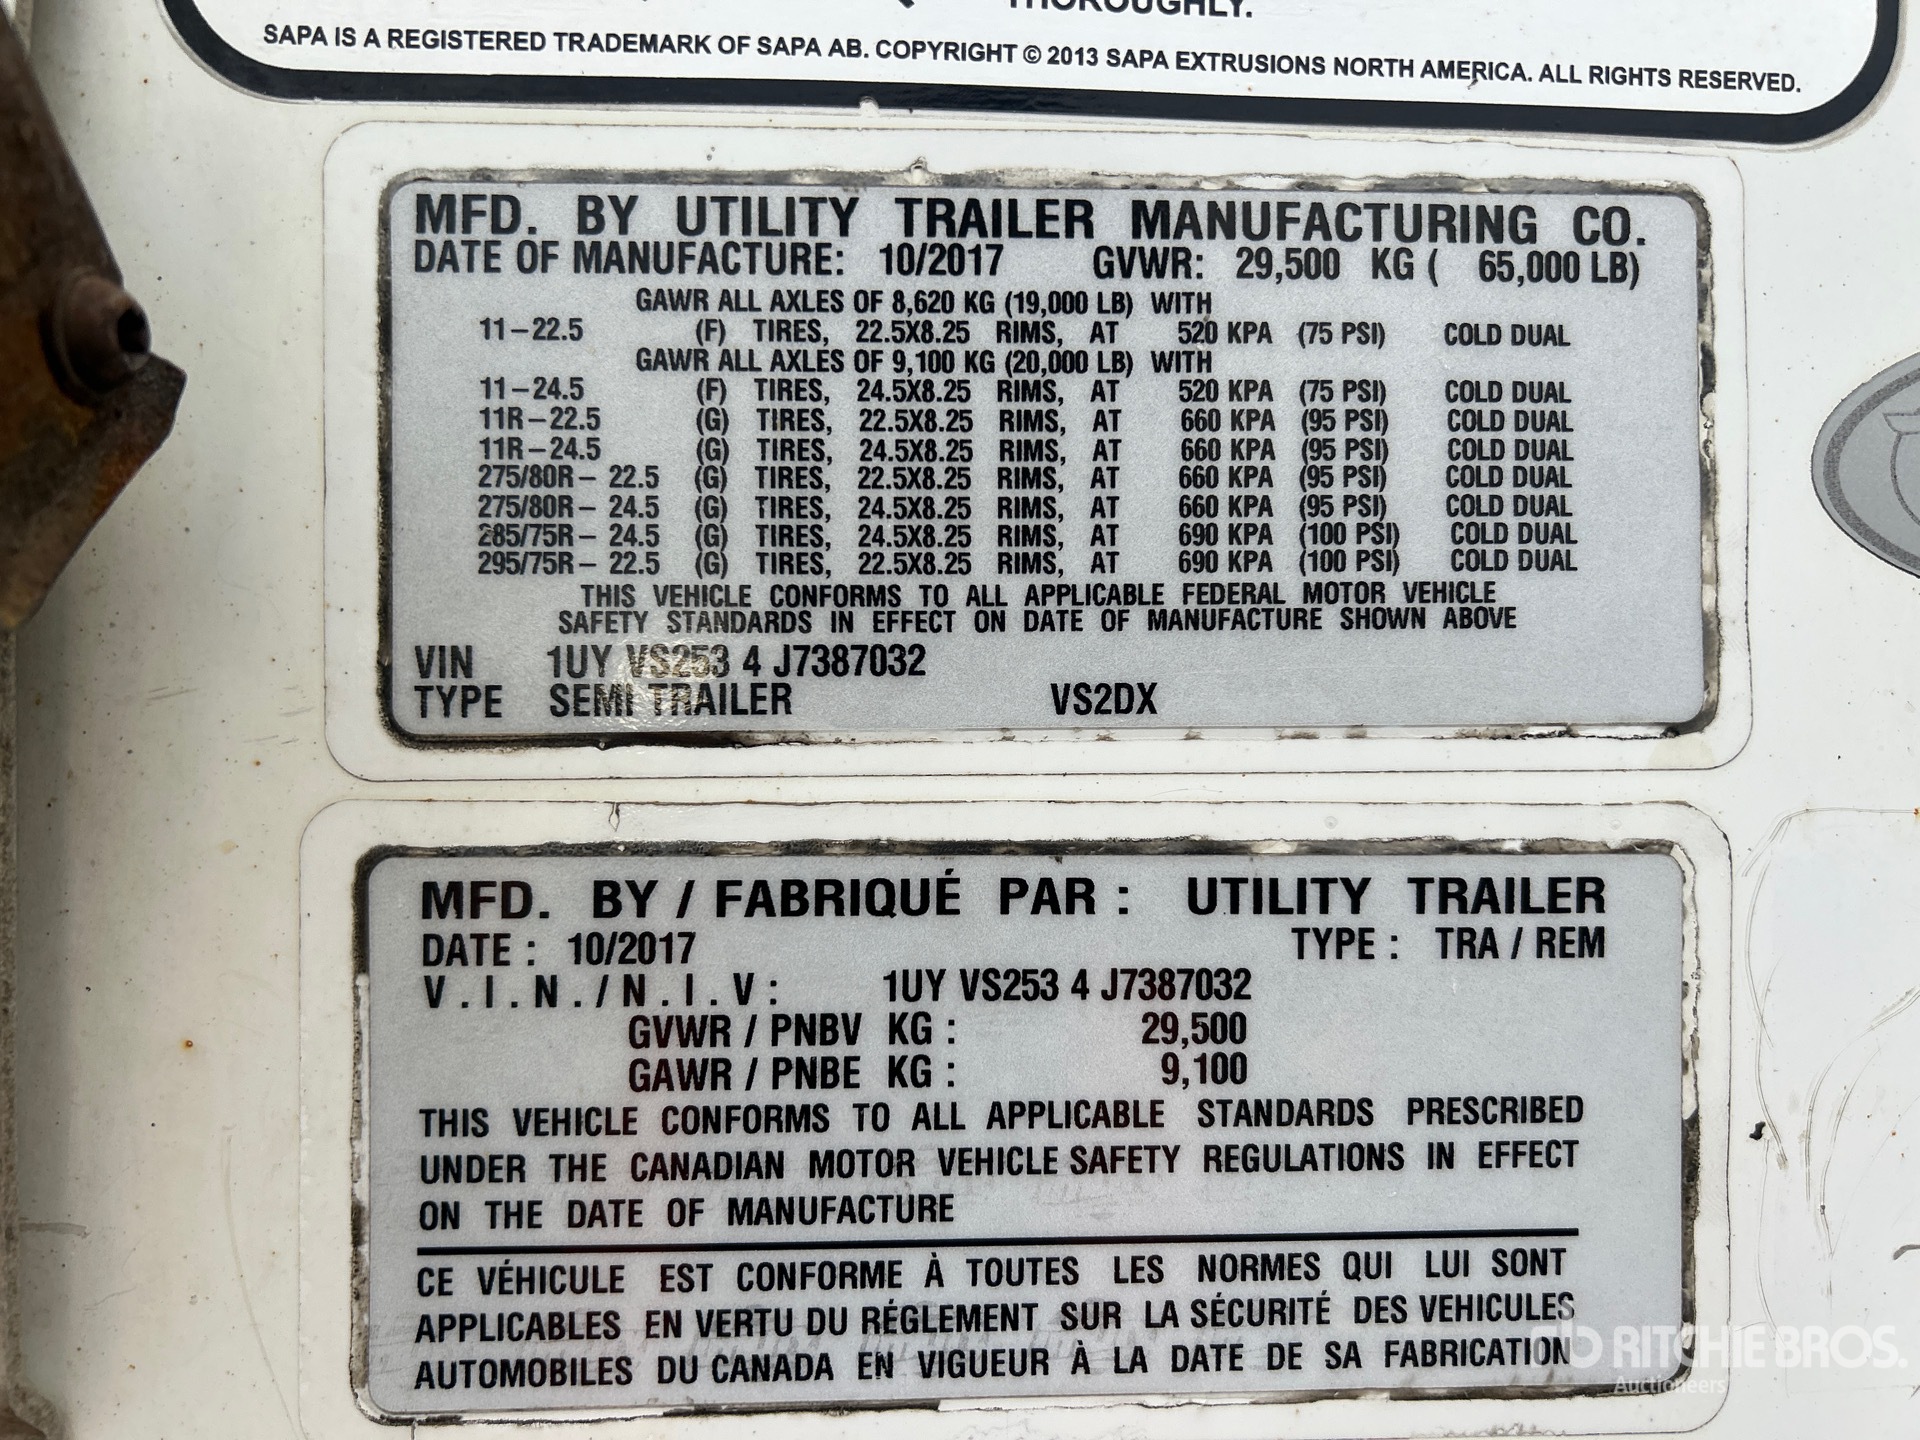 THOROUGHLY.
SAPA IS A REGISTERED TRADEMARK OF SAPA AB. COPYRIGHT © 2013 SAPA EXTRUSIONS NORTH AMERICA. ALL RIGHTS RESERVED.
MFD. BY UTILITY TRAILER MANUFACTURING CO.
DATE OF MANUFACTURE: 10/2017 GVWR: 29,500 KG ( 65,000 LB)
GAWR ALL AXLES OF 8,620 KG (19,000 LB) WITH
11-22.5 (F) TIRES, 22.5X8.25 RIMS, AT 520 KPA (75 PSI) COLD DUAL
GAWR ALL AXLES OF 9,100 KG (20,000 LB) WITH
11-24.5 (F) TIRES, 24.5X8.25 RIMS, AT 520 KPA (75 PSI) COLD DUAL
11R-22.5 (G) TIRES, 22.5X8.25 RIMS, AT 660 KPA (95 PSI) COLD DUAL
11R-24.5 (G) TIRES, 24.5X8.25 RIMS, AT 660 KPA (95 PSI) COLD DUAL
275/80R- 22.5 (G) TIRES, 22.5X8.25 RIMS, AT 660 KPA (95 PSI) COLD DUAL
275/80R- 24.5 (G) TIRES, 24.5X8.25 RIMS, AT 660 KPA (95 PSI) COLD DUAL
285/75R- 24.5 (G) TIRES, 24.5X8.25 RIMS, AT 690 KPA (100 PSI) COLD DUAL
295/75R- 22.5 (G) TIRES, 22.5X8.25 RIMS, AT 690 KPA (100 PSI) COLD DUAL
THIS VEHICLE CONFORMS TO ALL APPLICABLE FEDERAL MOTOR VEHICLE
SAFETY STANDARDS IN EFFECT ON DATE OF MANUFACTURE SHOWN ABOVE
VIN 1UY VS253 4 J7387032
TYPE SEMI TRAILER VS2DX
MFD. BY / FABRIQUÉ PAR : UTILITY TRAILER
DATE : 10/2017 TYPE : TRA / REM
V.I.N./N.I.V: 1UY VS253 4 J7387032
GVWR / PNBV KG : 29,500
GAWR / PNBE KG : 9,100
THIS VEHICLE CONFORMS TO ALL APPLICABLE STANDARDS PRESCRIBED
UNDER THE CANADIAN MOTOR VEHICLE SAFETY REGULATIONS IN EFFECT
ON THE DATE OF MANUFACTURE
CE VÉHICULE EST CONFORME À TOUTES LES NORMES QUI LUI SONT
APPLICABLES EN VERTU DU RÉGLEMENT SUR LA SÉCURITÉ DES VEHICULES
AUTOMOBILES DU CANADA EN VIGUEUR À LA DATE DE SA FABRICATION
rb RITCHIE BROS.
Auctioneers